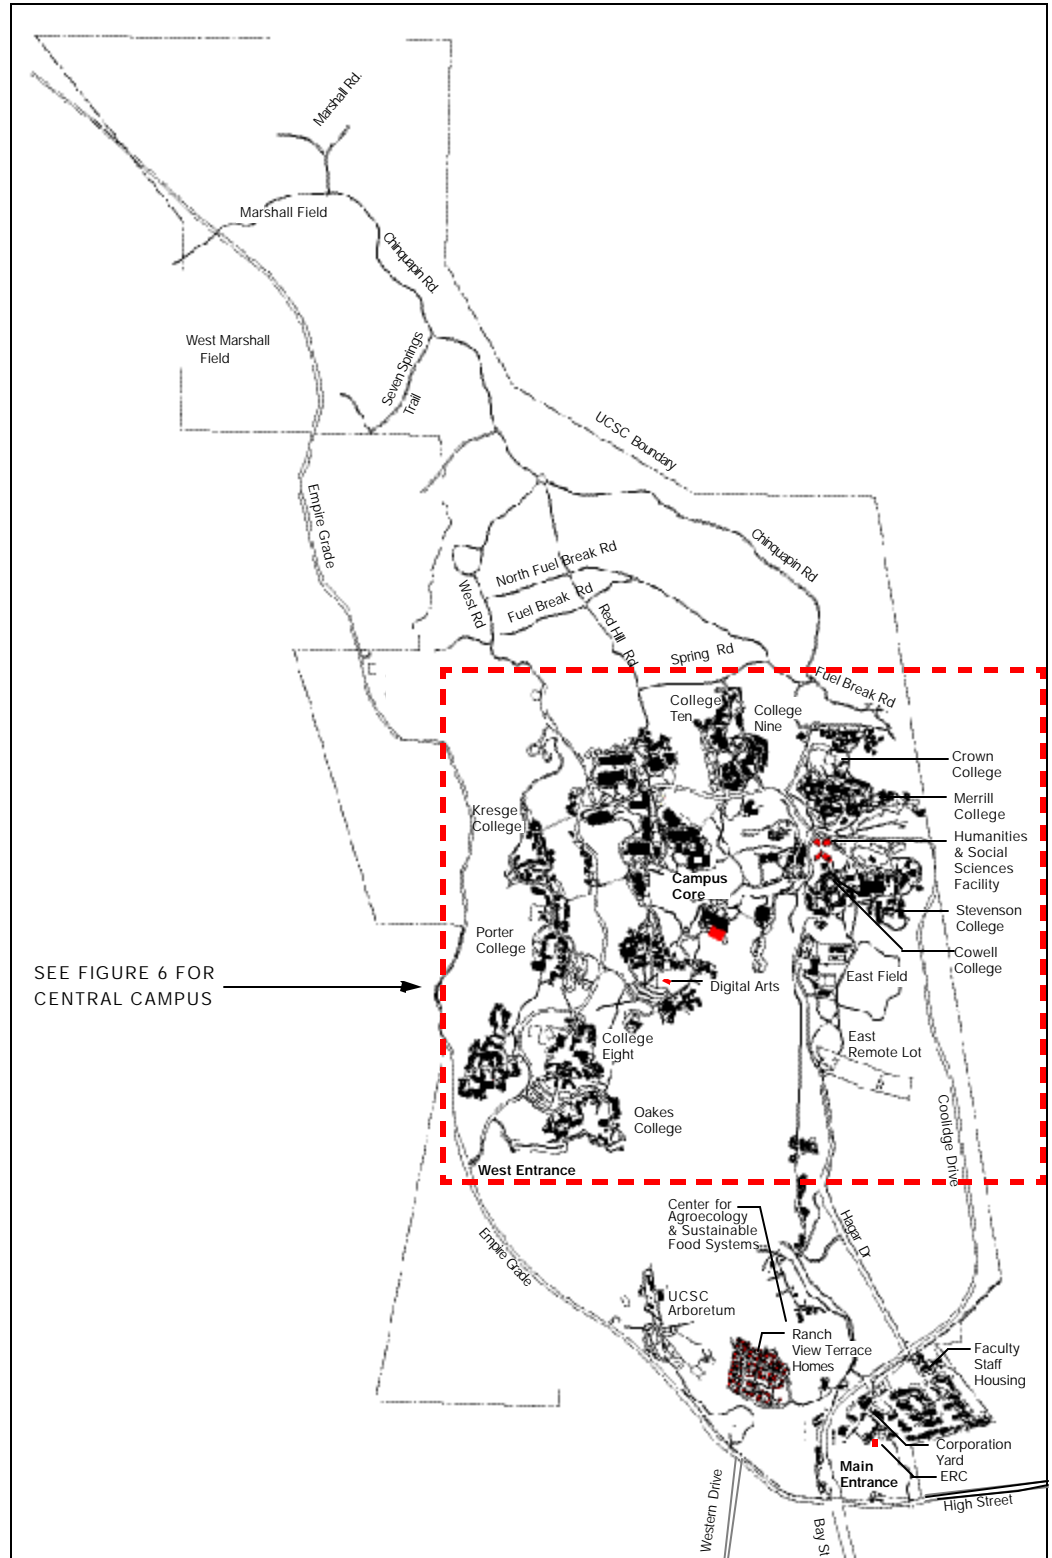 Marshall Rd.
Marshall Field
Chinquapin Rd.
West Marshall
Field
Seven Springs
Trail
UCSC Boundary
Empire Grade
Chinquapin Rd
North Fuel Break Rd
West Rd
Fuel Break Rd
Red Hill Rd
Spring Rd
Fuel Break Rd
College
Ten
College
Nine
Crown
College
Merrill
College
Kresge
College
Humanities
& Social
Sciences
Facility
Campus
Core
Stevenson
College
Porter
College
Cowell
College
SEE FIGURE 6 FOR
CENTRAL CAMPUS
East Field
Digital Arts
College
Eight
East
Remote Lot
Oakes
College
Coolidge Drive
West Entrance
Center for
Agroecology
& Sustainable
Food Systems
Hagar Dr
Empire Grade
UCSC
Arboretum
Ranch
View Terrace
Homes
Faculty
Staff
Housing
Corporation
Yard
ERC
Main
Entrance
High Street
Western Drive
Bay St